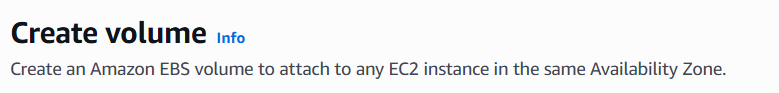 Create volume Info
Create an Amazon EBS volume to attach to any EC2 instance in the same Availability Zone.